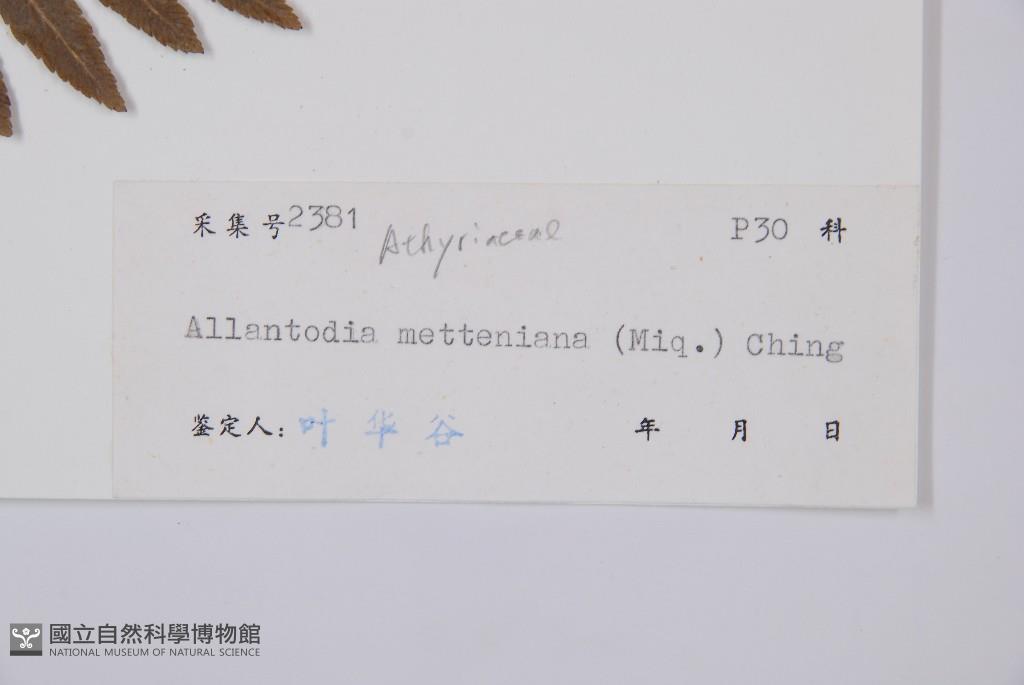 采集号2381 Athyriaceae P30 科
Allantodia metteniana (Miq.) Ching
鉴定人: 叶华谷 年 月 日
國立自然科學博物館
NATIONAL MUSEUM OF NATURAL SCIENCE